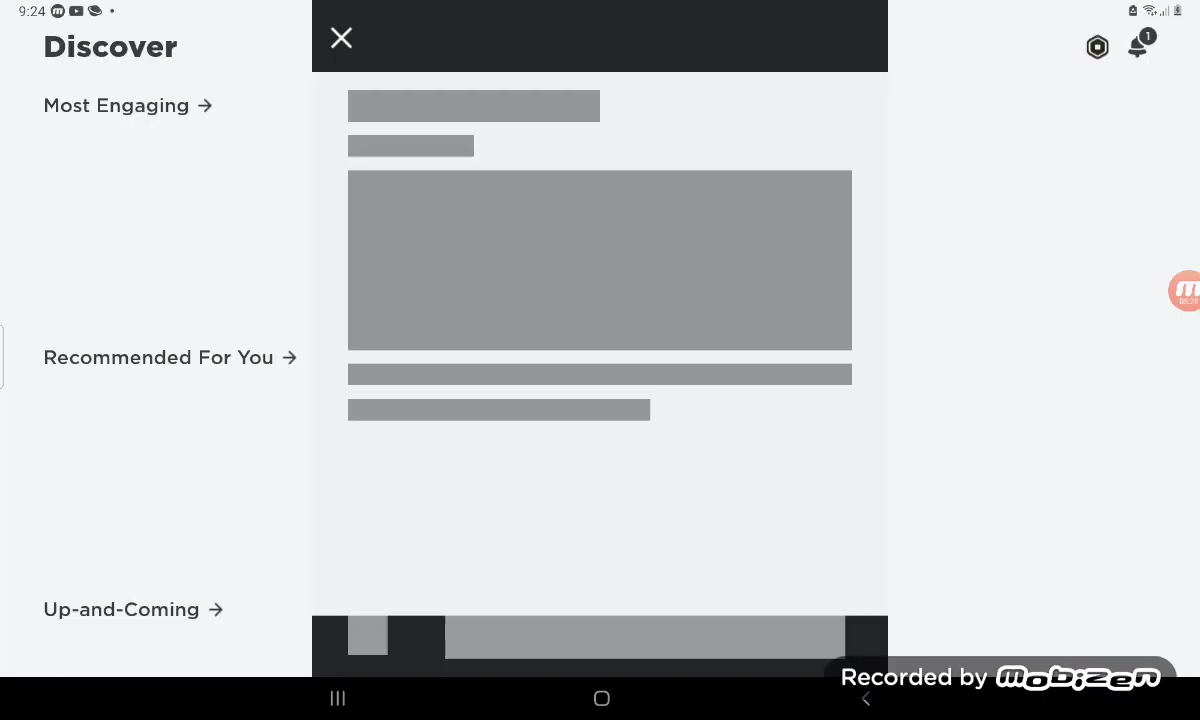 9:24
Discover
1
Most Engaging →
Recommended For You →
Up-and-Coming →
Recorded by mobizen